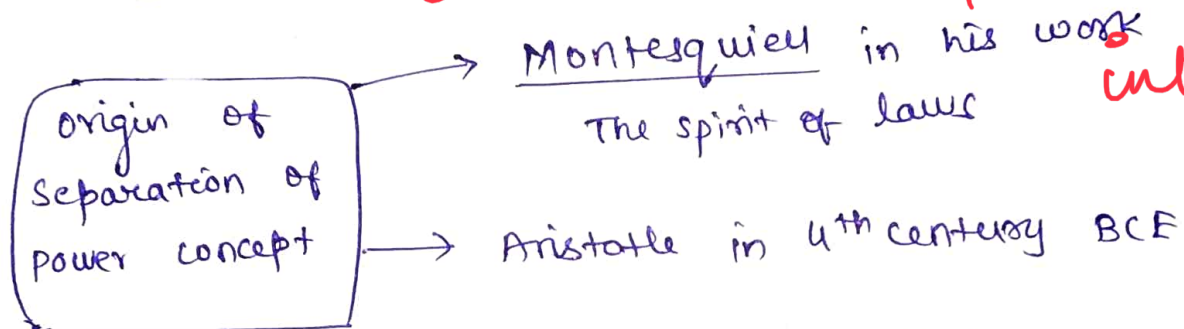 Montesquieu in his work
The spirit of laws
origin of
separation of
power concept
Aristotle in 4th century BCE